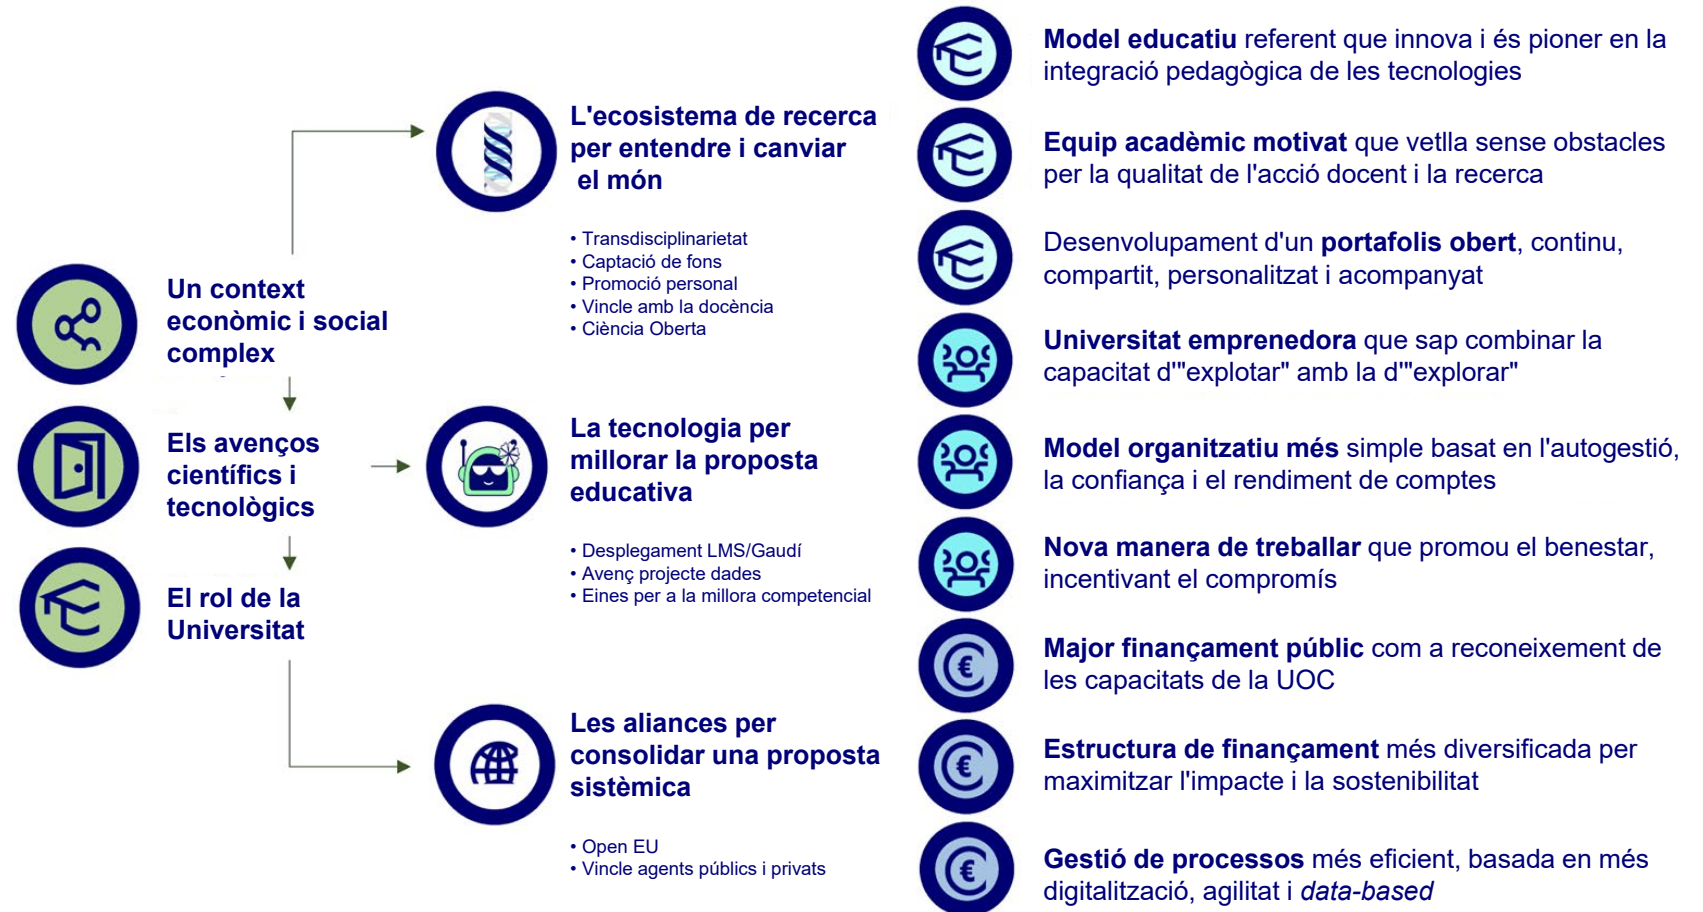 Un context
econòmic i social
complex
Els avenços
científics i
tecnològics
El rol de la
Universitat
L'ecosistema de recerca
per entendre i canviar
el món
• Transdisciplinarietat
• Captació de fons
• Promoció personal
• Vincle amb la docència
• Ciència Oberta
La tecnologia per
millorar la proposta
educativa
• Desplegament LMS/Gaudí
• Avenç projecte dades
• Eines per a la millora competencial
Les aliances per
consolidar una proposta
sistèmica
• Open EU
• Vincle agents públics i privats
Model educatiu referent que innova i és pioner en la
integració pedagògica de les tecnologies
Equip acadèmic motivat que vetlla sense obstacles
per la qualitat de l'acció docent i la recerca
Desenvolupament d'un portafolis obert, continu,
compartit, personalitzat i acompanyat
Universitat emprenedora que sap combinar la
capacitat d'"explotar" amb la d'"explorar"
Model organitzatiu més simple basat en l'autogestió,
la confiança i el rendiment de comptes
Nova manera de treballar que promou el benestar,
incentivant el compromís
Major finançament públic com a reconeixement de
les capacitats de la UOC
Estructura de finançament més diversificada per
maximitzar l'impacte i la sostenibilitat
Gestió de processos més eficient, basada en més
digitalització, agilitat i data-based